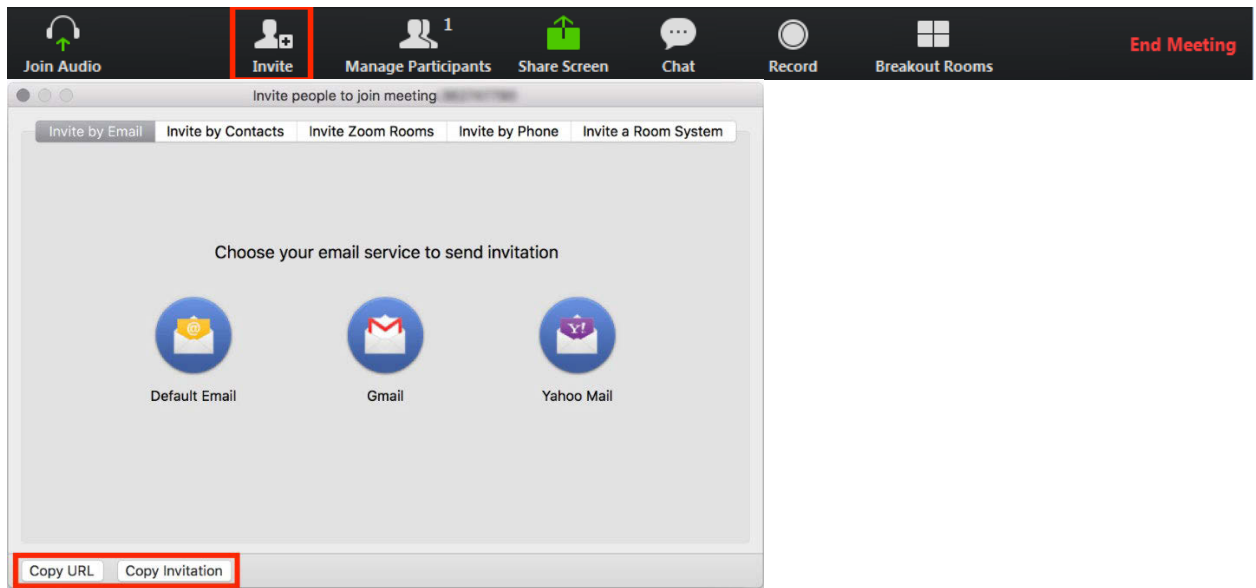 1
Join Audio Invite Manage Participants Share Screen Chat Record Breakout Rooms End Meeting
Invite people to join meeting
Invite by Email Invite by Contacts Invite Zoom Rooms Invite by Phone Invite a Room System
Choose your email service to send invitation
@ Y!
Default Email Gmail Yahoo Mail
Copy URL Copy Invitation